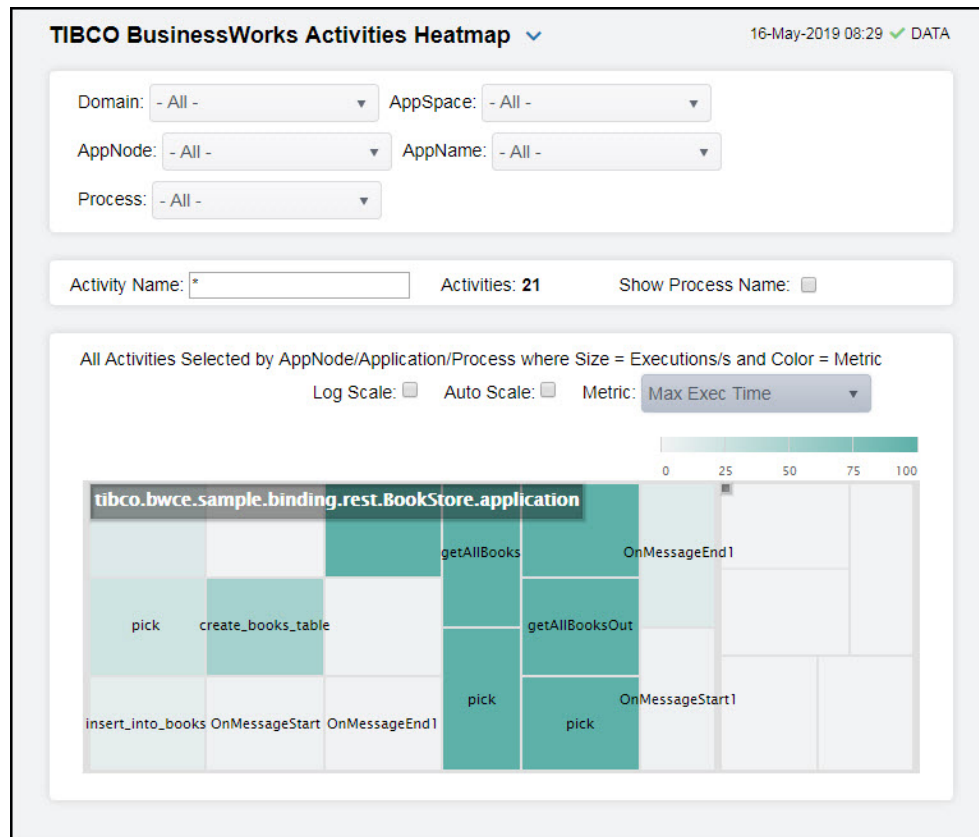 TIBCO BusinessWorks Activities Heatmap
16-May-2019 08:29 DATA
Domain: - All - AppSpace: - All -
AppNode: - All - AppName: - All -
Process: - All -
Activity Name: * Activities: 21 Show Process Name:
All Activities Selected by AppNode/Application/Process where Size = Executions/s and Color = Metric
Log Scale: Auto Scale: Metric: Max Exec Time
0 25 50 75 100
tibco.bwce.sample.binding.rest.BookStore.application
getAllBooks OnMessageEnd1
pick create_books_table getAllBooksOut
pick OnMessageStart1
insert_into_books OnMessageStart OnMessageEnd1 pick